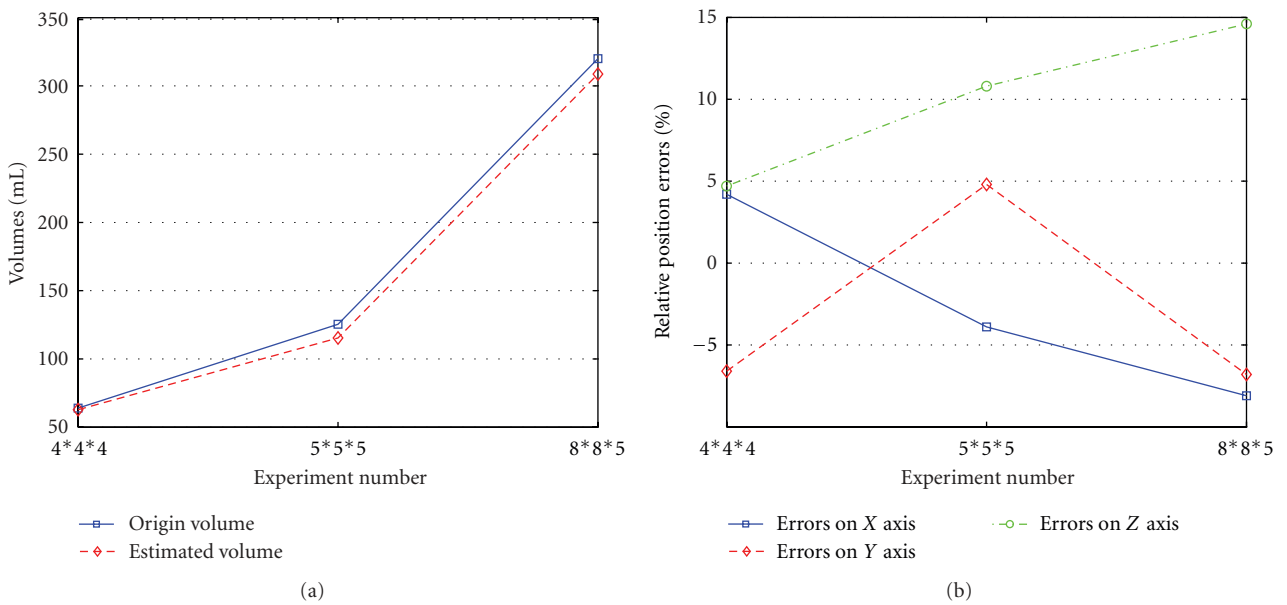 350
300
250
200
150
100
50
Volumes (mL)
4*4*4
5*5*5
8*8*5
Experiment number
Origin volume
Estimated volume
(a)
15
10
5
0
−5
Relative position errors (%)
4*4*4
5*5*5
8*8*5
Experiment number
Errors on X axis
Errors on Y axis
Errors on Z axis
(b)